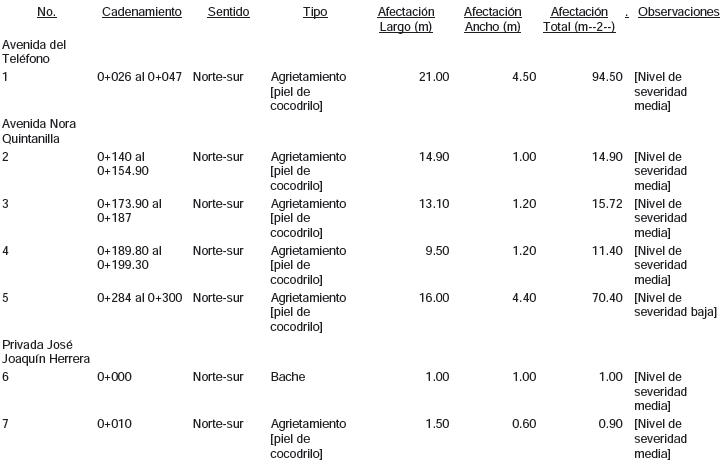 No. Cadenamiento Sentido Tipo Afectación Afectación Afectación . Observaciones
Largo (m) Ancho (m) Total (m--2--)
Avenida del
Teléfono
1 0+026 al 0+047 Norte-sur Agrietamiento 21.00 4.50 94.50 [Nivel de
[piel de severidad
cocodrilo] media]
Avenida Nora
Quintanilla
2 0+140 al Norte-sur Agrietamiento 14.90 1.00 14.90 [Nivel de
0+154.90 [piel de severidad
cocodrilo] media]
3 0+173.90 al Norte-sur Agrietamiento 13.10 1.20 15.72 [Nivel de
0+187 [piel de severidad
cocodrilo] media]
4 0+189.80 al Norte-sur Agrietamiento 9.50 1.20 11.40 [Nivel de
0+199.30 [piel de severidad
cocodrilo] media]
5 0+284 al 0+300 Norte-sur Agrietamiento 16.00 4.40 70.40 [Nivel de
[piel de severidad baja]
cocodrilo]
Privada José
Joaquín Herrera
6 0+000 Norte-sur Bache 1.00 1.00 1.00 [Nivel de
severidad
media]
7 0+010 Norte-sur Agrietamiento 1.50 0.60 0.90 [Nivel de
[piel de severidad
cocodrilo] media]